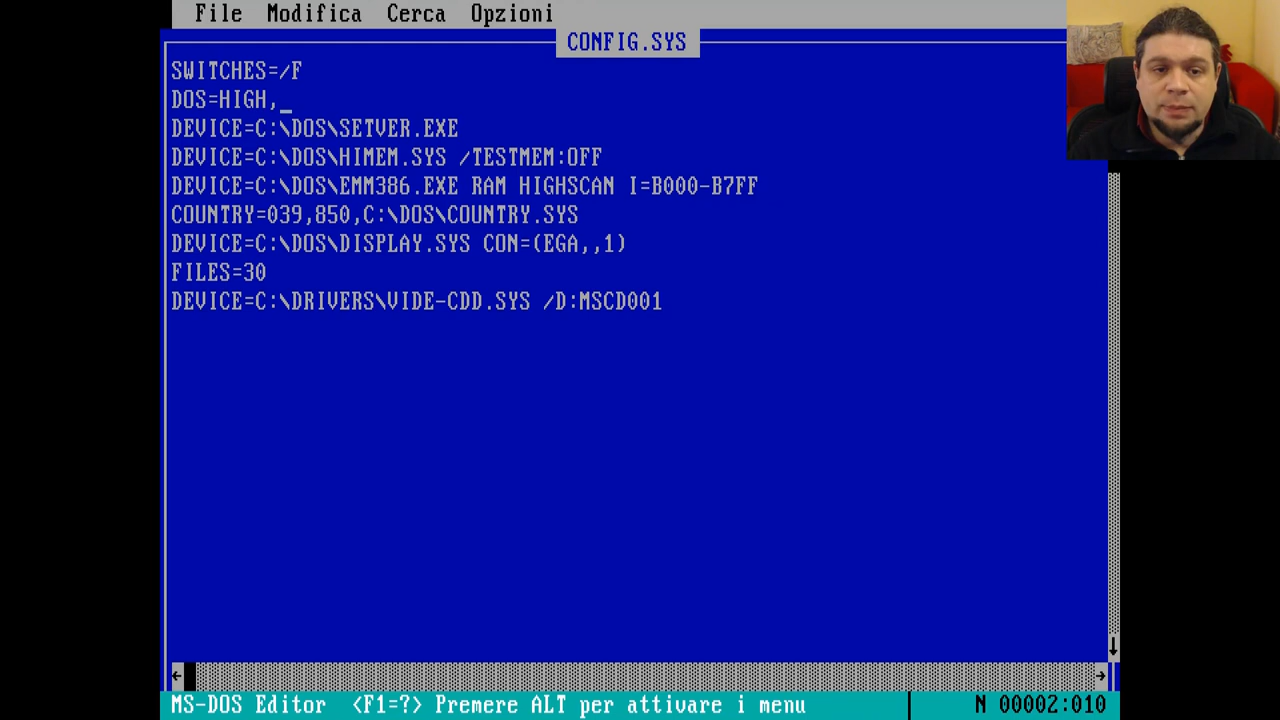 File  Modifica  Cerca  Opzioni
CONFIG.SYS
SWITCHES=/F
DOS=HIGH,_
DEVICE=C:\DOS\SETVER.EXE
DEVICE=C:\DOS\HIMEM.SYS /TESTMEM:OFF
DEVICE=C:\DOS\EMM386.EXE RAM HIGHSCAN I=B000-B7FF
COUNTRY=039,850,C:\DOS\COUNTRY.SYS
DEVICE=C:\DOS\DISPLAY.SYS CON=(EGA,,1)
FILES=30
DEVICE=C:\DRIVERS\VIDE-CDD.SYS /D:MSCD001
MS-DOS Editor  <F1=?> Premere ALT per attivare i menu  N 00002:010